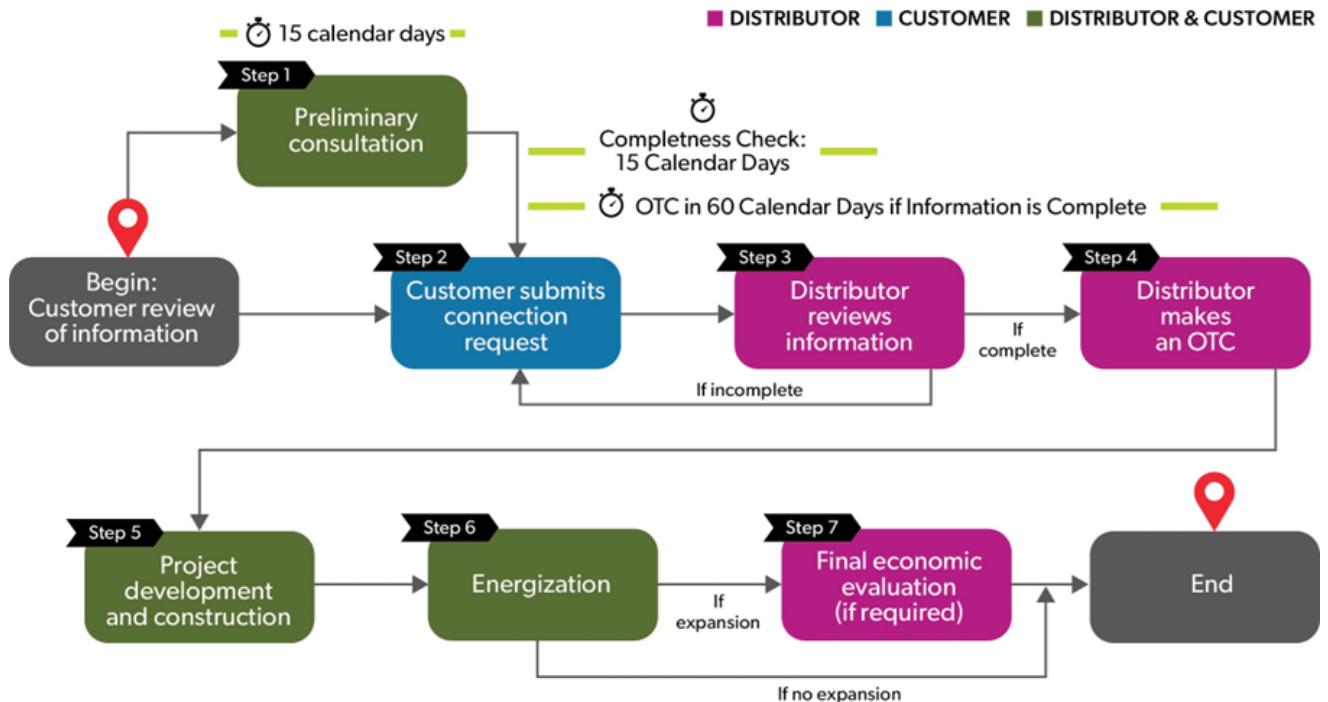 DISTRIBUTOR CUSTOMER DISTRIBUTOR & CUSTOMER
15 calendar days
Step 1
Preliminary
consultation
Completness Check:
15 Calendar Days
OTC in 60 Calendar Days if Information is Complete
Begin:
Customer review
of information
Step 2
Customer submits
connection
request
Step 3
Distributor
reviews
information
If
complete
Step 4
Distributor
makes
an OTC
If incomplete
Step 5
Project
development
and construction
Step 6
Energization
If
expansion
Step 7
Final economic
evaluation
(if required)
End
If no expansion